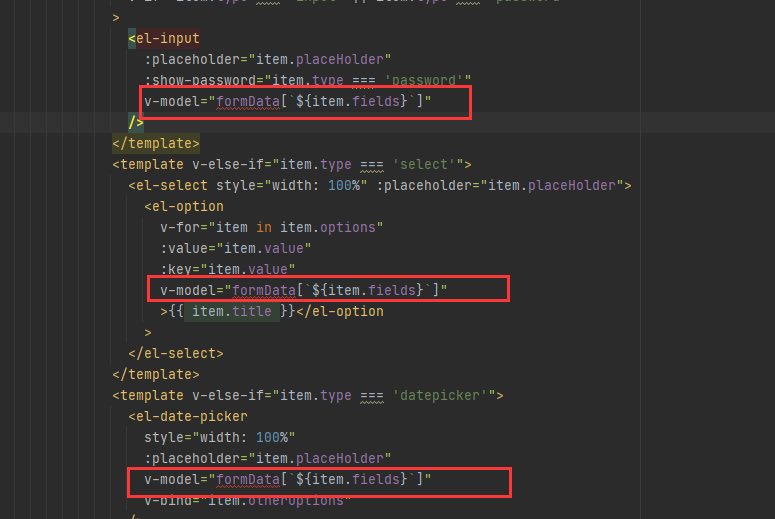 >
<el-input
:placeholder="item.placeHolder"
:show-password="item.type === 'password'"
v-model="formData[`${item.fields}`]"
/>
</template>
<template v-else-if="item.type === 'select'">
<el-select style="width: 100%" :placeholder="item.placeHolder">
<el-option
v-for="item in item.options"
:value="item.value"
:key="item.value"
v-model="formData[`${item.fields}`]"
>{{ item.title }}</el-option
>
</el-select>
</template>
<template v-else-if="item.type === 'datepicker'">
<el-date-picker
style="width: 100%"
:placeholder="item.placeHolder"
v-model="formData[`${item.fields}`]"
v-bind="item.otherOptions"